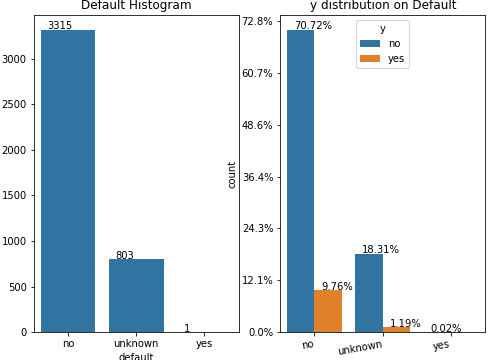 Default Histogram
3315
3000
2500
2000
1500
1000
500
0
803
1
no
unknown
yes
default
y distribution on Default
72.8%
60.7%
48.6%
36.4%
24.3%
12.1%
0.0%
count
70.72%
y
no
yes
18.31%
9.76%
1.19%
0.02%
no
unknown
yes